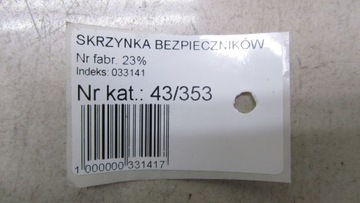 SKRZYNKA BEZPIECZNIKÓW
Nr fabr. 23%
Indeks: 033141
Nr kat.: 43/353
1 000000 331417